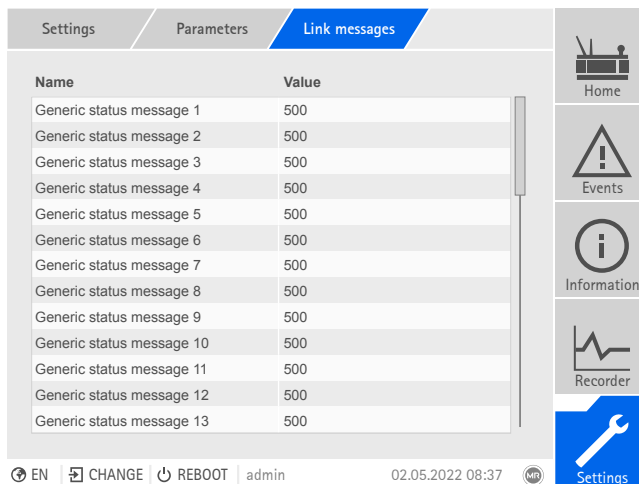 Settings Parameters Link messages
Name Value
Generic status message 1 500
Generic status message 2 500
Generic status message 3 500
Generic status message 4 500
Generic status message 5 500
Generic status message 6 500
Generic status message 7 500
Generic status message 8 500
Generic status message 9 500
Generic status message 10 500
Generic status message 11 500
Generic status message 12 500
Generic status message 13 500
Home
Events
Information
Recorder
Settings
EN CHANGE REBOOT admin 02.05.2022 08:37 MR